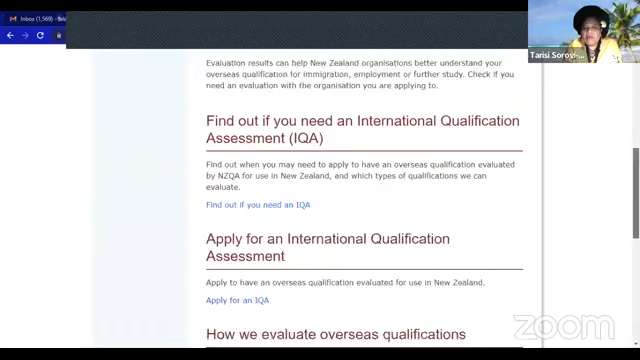 Inbox (1,569) -
Evaluation results can help New Zealand organisations better understand your
overseas qualification for immigration, employment or further study. Check if you
need an evaluation with the organisation you are applying to.
Tarisi Sorovi-
Find out if you need an International Qualification
Assessment (IQA)
Find out when you may need to apply to have an overseas qualification evaluated
by NZQA for use in New Zealand, and which types of qualifications we can
evaluate.
Find out if you need an IQA
Apply for an International Qualification
Assessment
Apply to have an overseas qualification evaluated for use in New Zealand.
Apply for an IQA
How we evaluate overseas qualifications
zoom